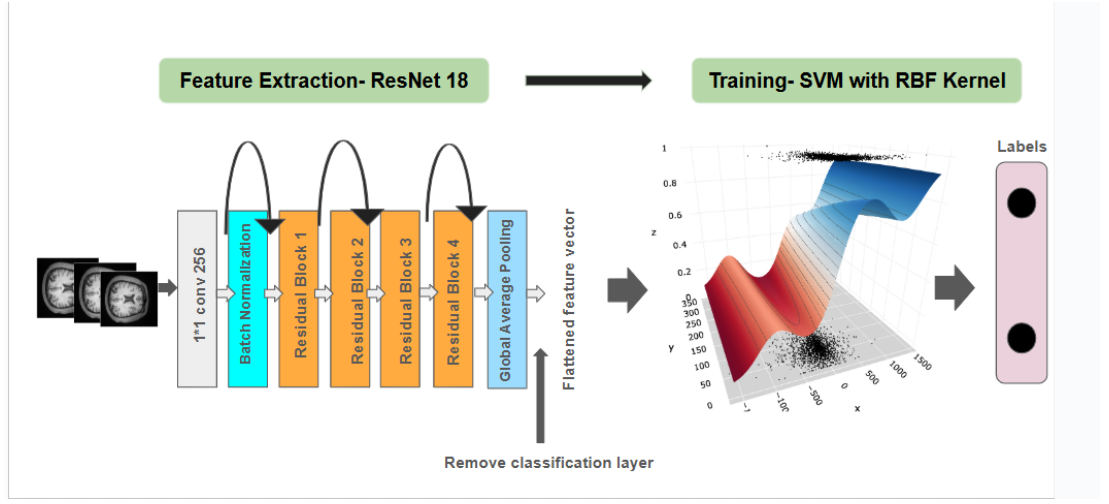 Feature Extraction- ResNet 18
Training- SVM with RBF Kernel
Labels
1*1 conv 256
Batch Normalization
Residual Block 1
Residual Block 2
Residual Block 3
Residual Block 4
Global Average Pooling
Flattened feature vector
Remove classification layer
1
0.8
0.6
0.4
0.2
0
z
350
300
250
200
150
100
50
0
y
−500
0
500
1000
1500
x